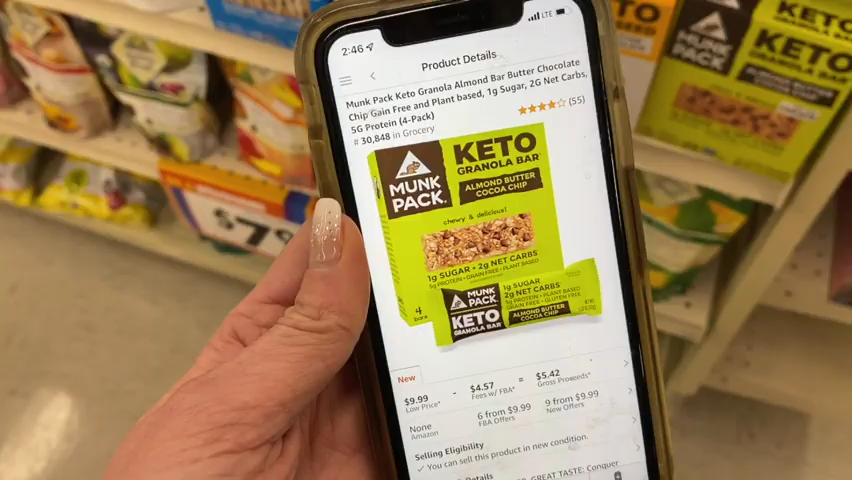 2:46
LTE
Product Details
Munk Pack Keto Granola Almond Bar Butter Chocolate
Chip Gain Free and Plant based, 1g Sugar, 2G Net Carbs,
5G Protein (4-Pack)
(55)
# 30,848 in Grocery
MUNK
PACK.
KETO
GRANOLA BAR
ALMOND BUTTER
COCOA CHIP
chewy & delicious!
1g SUGAR • 2g NET CARBS
5g PROTEIN • GRAIN FREE • PLANT BASED
4
bars
MUNK
PACK
KETO
GRANOLA BAR
1g SUGAR
2g NET CARBS
5g PROTEIN • PLANT BASED
GRAIN FREE • GLUTEN FREE
ALMOND BUTTER
COCOA CHIP
New
$9.99 - $4.57 = $5.42
Low Price* Fees w/ FBA* Gross Proceeds*
None 6 from $9.99 9 from $9.99
Amazon FBA Offers New Offers
Selling Eligibility
✓ You can sell this product in new condition.
Details
GREAT TASTE: Conquer
$7
MUNK
PACK
KETO
KETO